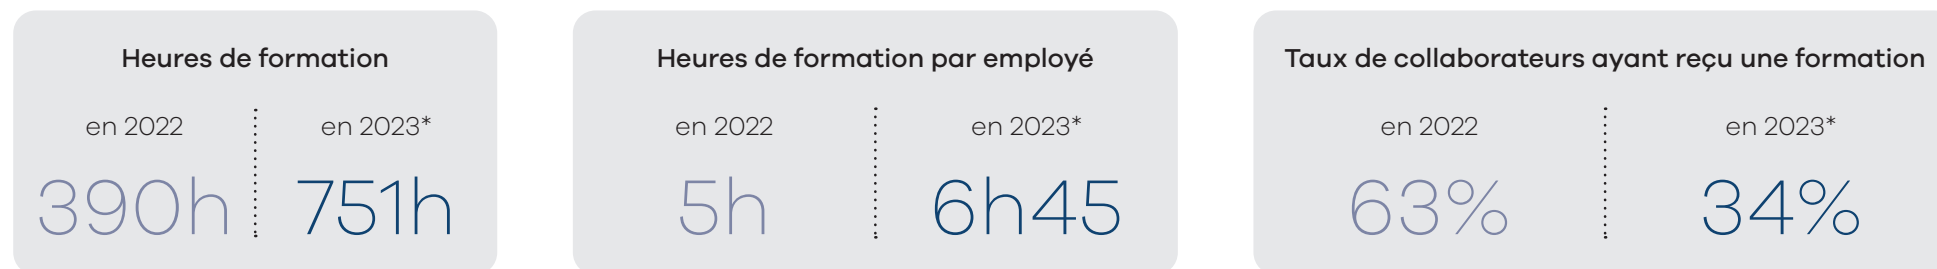 Heures de formation
en 2022
en 2023*
390h
751h
Heures de formation par employé
en 2022
en 2023*
5h
6h45
Taux de collaborateurs ayant reçu une formation
en 2022
en 2023*
63%
34%